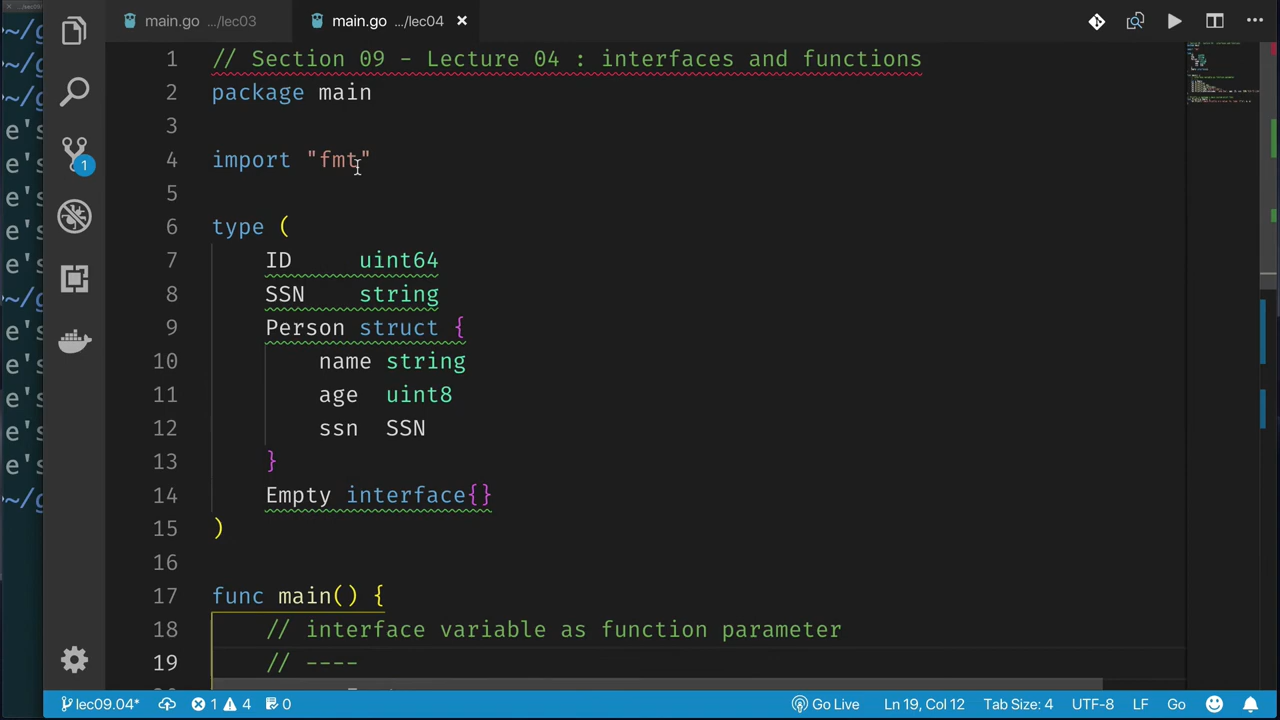 main.go .../lec03 main.go .../lec04
1 // Section 09 - Lecture 04 : interfaces and functions
2 package main
3
4 import "fmt"
5
6 type (
7 ID uint64
8 SSN string
9 Person struct {
10 name string
11 age uint8
12 ssn SSN
13 }
14 Empty interface{}
15 )
16
17 func main() {
18 // interface variable as function parameter
19 // ----
1
lec09.04* 1 4 0 Go Live Ln 19, Col 12 Tab Size: 4 UTF-8 LF Go
~/g
~/g
~/g
e's
e's
e's
e's
e's
~/g
e's
e's
e's
e's
e's
~/g